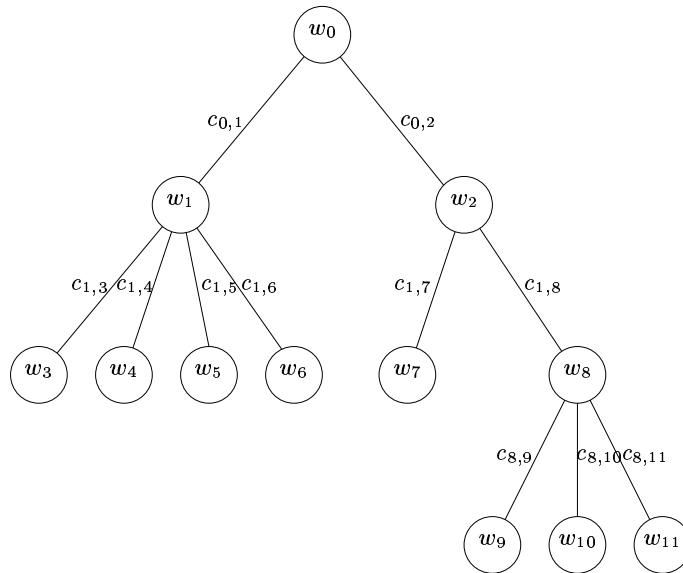 w₀
c₀,₁ c₀,₂
w₁ w₂
c₁,₃ c₁,₄ c₁,₅ c₁,₆ c₁,₇ c₁,₈
w₃ w₄ w₅ w₆ w₇ w₈
c₈,₉ c₈,₁₀ c₈,₁₁
w₉ w₁₀ w₁₁